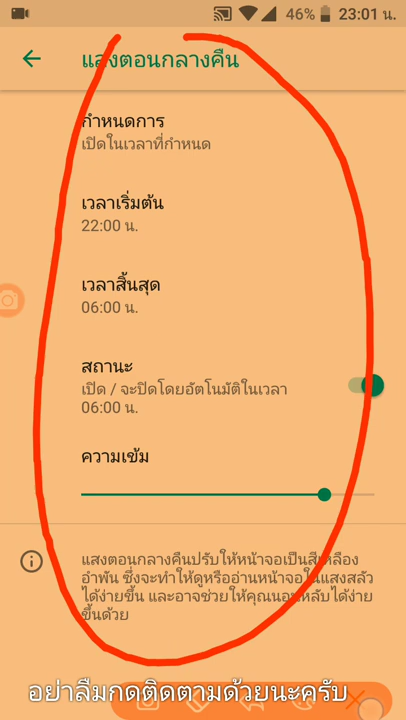 46% 23:01 น.
แสงตอนกลางคืน
กำหนดการ
เปิดในเวลาที่กำหนด
เวลาเริ่มต้น
22:00 น.
เวลาสิ้นสุด
06:00 น.
สถานะ
เปิด / จะปิดโดยอัตโนมัติในเวลา
06:00 น.
ความเข้ม
แสงตอนกลางคืนปรับให้หน้าจอเป็นสีเหลือง
อำพัน ซึ่งจะทำให้ดูหรืออ่านหน้าจอในแสงสลัว
ได้ง่ายขึ้น และอาจช่วยให้คุณนอนหลับได้ง่าย
ขึ้นด้วย
อย่าลืมกดติดตามด้วยนะครับ